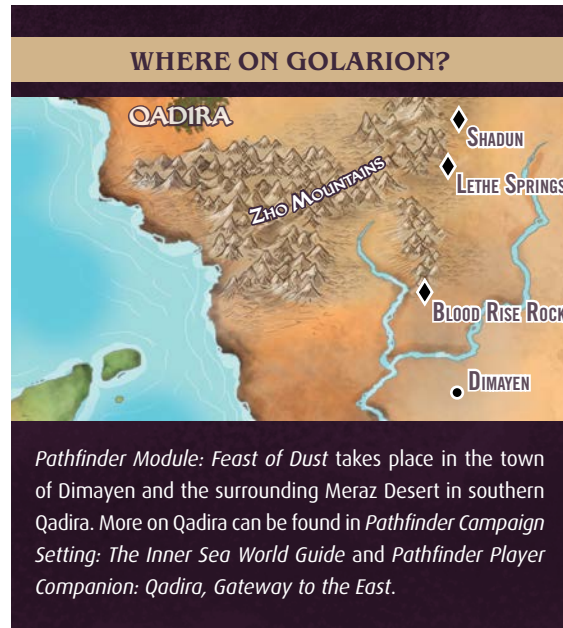 WHERE ON GOLARION?
QADIRA
SHADUN
LETHE SPRINGS
ZHO MOUNTAINS
BLOOD RISE ROCK
DIMAYEN
Pathfinder Module: Feast of Dust takes place in the town
of Dimayen and the surrounding Meraz Desert in southern
Qadira. More on Qadira can be found in Pathfinder Campaign
Setting: The Inner Sea World Guide and Pathfinder Player
Companion: Qadira, Gateway to the East.